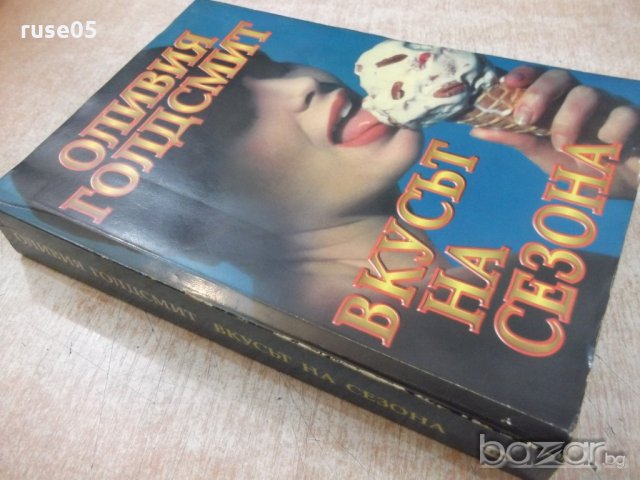 ruse05
ОЛИВИЯ
ГОЛДСМИТ
ВКУСЪТ
НА
СЕЗОНА
ОЛИВИЯ ГОЛДСМИТ ВКУСЪТ НА СЕЗОНА
bazar.bg